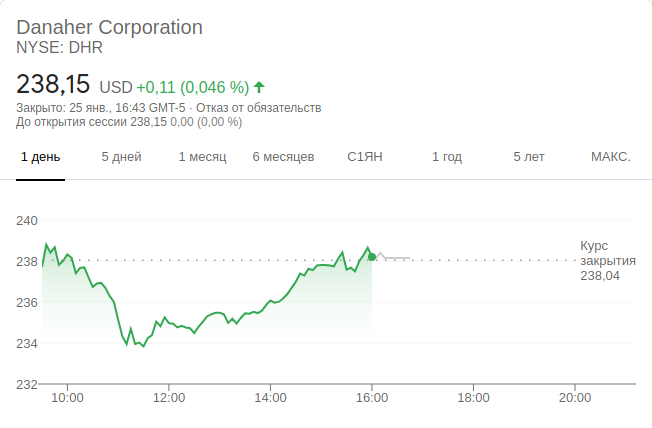 Danaher Corporation
NYSE: DHR
238,15 USD +0,11 (0,046 %)
Закрыто: 25 янв., 16:43 GMT-5 · Отказ от обязательств
До открытия сессии 238,15 0,00 (0,00 %)
1 день 5 дней 1 месяц 6 месяцев С1ЯН 1 год 5 лет МАКС.
240
238
236
234
232
Курс
закрытия
238,04
10:00 12:00 14:00 16:00 18:00 20:00